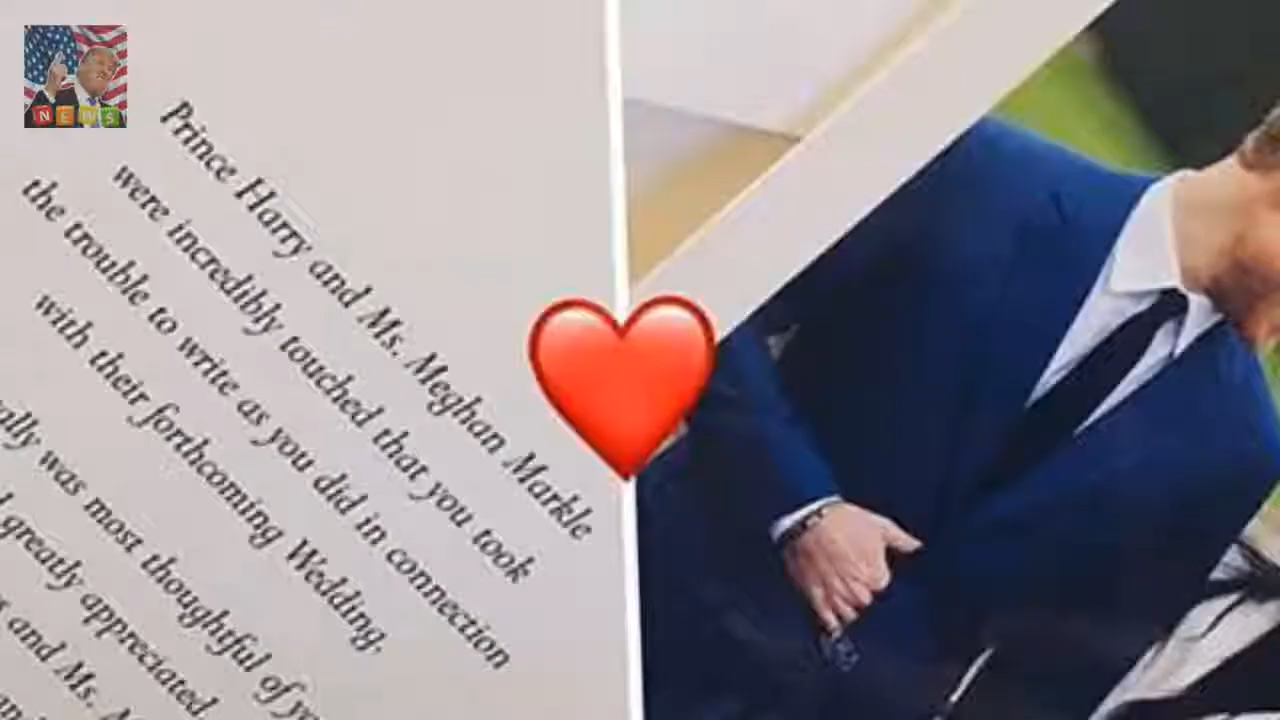 NEWS
Prince Harry and Ms. Meghan Markle
were incredibly touched that you took
the trouble to write as you did in connection
with their forthcoming Wedding.
was most thoughtful of
greatly appreciated
and Ms.